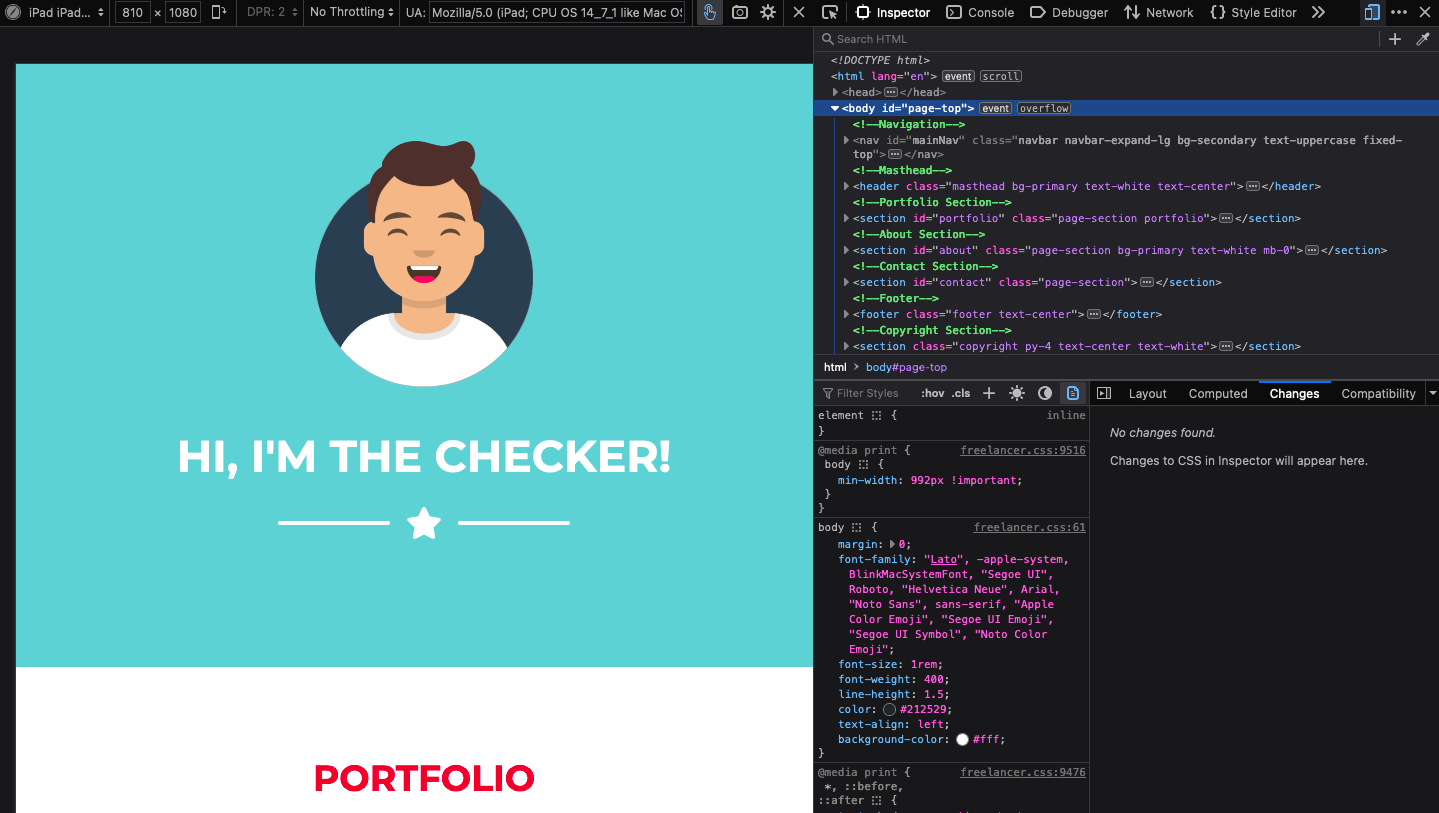 iPad iPad... 810 × 1080 DPR: 2 No Throttling UA: Mozilla/5.0 (iPad; CPU OS 14_7_1 like Mac OS
Inspector Console Debugger Network Style Editor
HI, I'M THE CHECKER!
PORTFOLIO
Search HTML
<!DOCTYPE html>
<html lang="en"> event scroll
<head> ··· </head>
<body id="page-top"> event overflow
<!--Navigation-->
<nav id="mainNav" class="navbar navbar-expand-lg bg-secondary text-uppercase fixed-
top"> ··· </nav>
<!--Masthead-->
<header class="masthead bg-primary text-white text-center"> ··· </header>
<!--Portfolio Section-->
<section id="portfolio" class="page-section portfolio"> ··· </section>
<!--About Section-->
<section id="about" class="page-section bg-primary text-white mb-0"> ··· </section>
<!--Contact Section-->
<section id="contact" class="page-section"> ··· </section>
<!--Footer-->
<footer class="footer text-center"> ··· </footer>
<!--Copyright Section-->
<section class="copyright py-4 text-center text-white"> ··· </section>
html > body#page-top
Filter Styles :hov .cls +
element { inline
}
@media print { freelancer.css:9516
body {
min-width: 992px !important;
}
}
body { freelancer.css:61
margin: 0;
font-family: "Lato", -apple-system,
BlinkMacSystemFont, "Segoe UI",
Roboto, "Helvetica Neue", Arial,
"Noto Sans", sans-serif, "Apple
Color Emoji", "Segoe UI Emoji",
"Segoe UI Symbol", "Noto Color
Emoji";
font-size: 1rem;
font-weight: 400;
line-height: 1.5;
color: #212529;
text-align: left;
background-color: #fff;
}
@media print { freelancer.css:9476
*, ::before,
::after {
Layout Computed Changes Compatibility
No changes found.
Changes to CSS in Inspector will appear here.